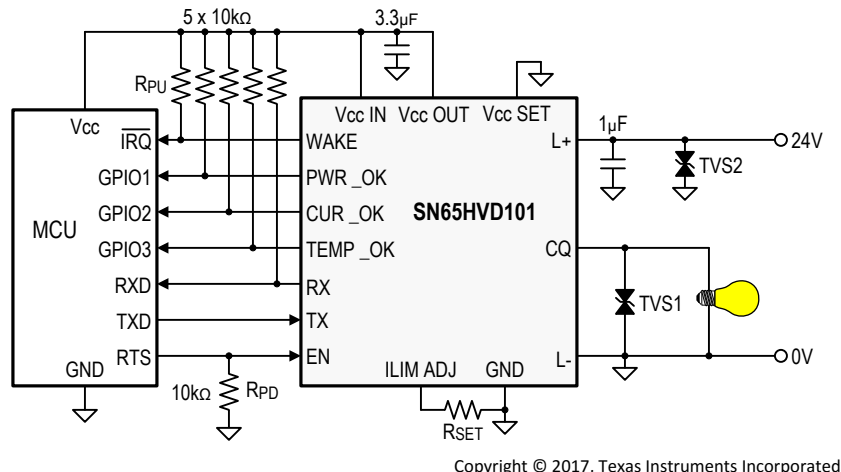 5 x 10kΩ
3.3µF
RPU
Vcc
Vcc IN
Vcc OUT
Vcc SET
1µF
IRQ
WAKE
L+
24V
TVS2
GPIO1
PWR _OK
GPIO2
CUR _OK
SN65HVD101
MCU
GPIO3
TEMP _OK
CQ
RXD
RX
TVS1
TXD
TX
RTS
EN
L-
0V
GND
ILIM ADJ
GND
10kΩ
RPD
RSET
Copyright © 2017, Texas Instruments Incorporated